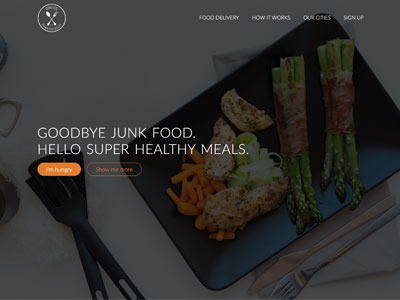 FOOD DELIVERY HOW IT WORKS OUR CITIES SIGN UP
GOODBYE JUNK FOOD.
HELLO SUPER HEALTHY MEALS.
I'm hungry Show me more